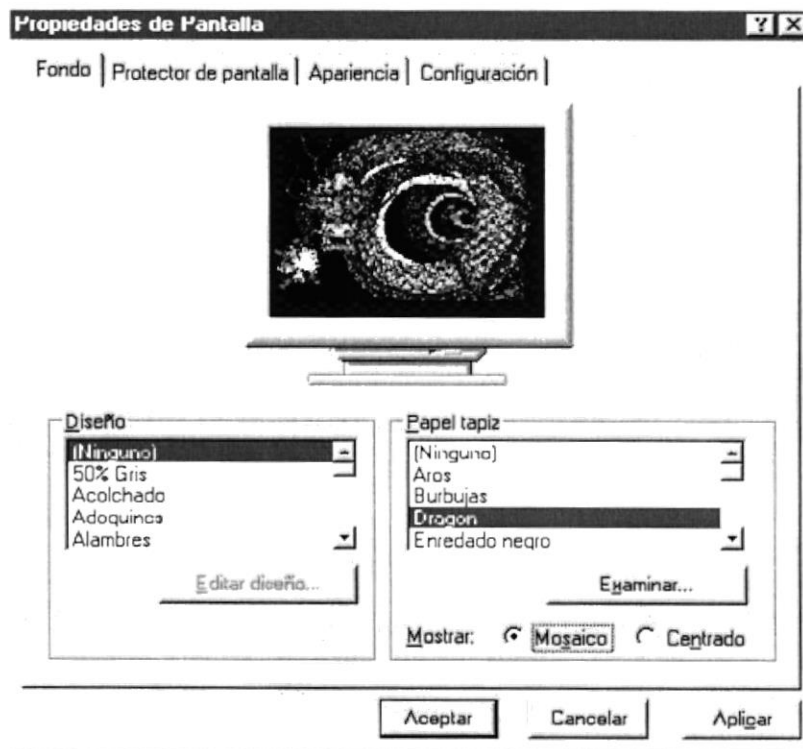 Propiedades de Pantalla
Fondo Protector de pantalla Apariencia Configuración
Diseño
(Ninguno)
50% Gris
Acolchado
Adoquines
Alambres
Editar diseño...
Papel tapiz
(Ninguno)
Aros
Burbujas
Dragon
Enredado negro
Examinar...
Mostrar: Mosaico Centrado
Aceptar Cancelar Aplicar